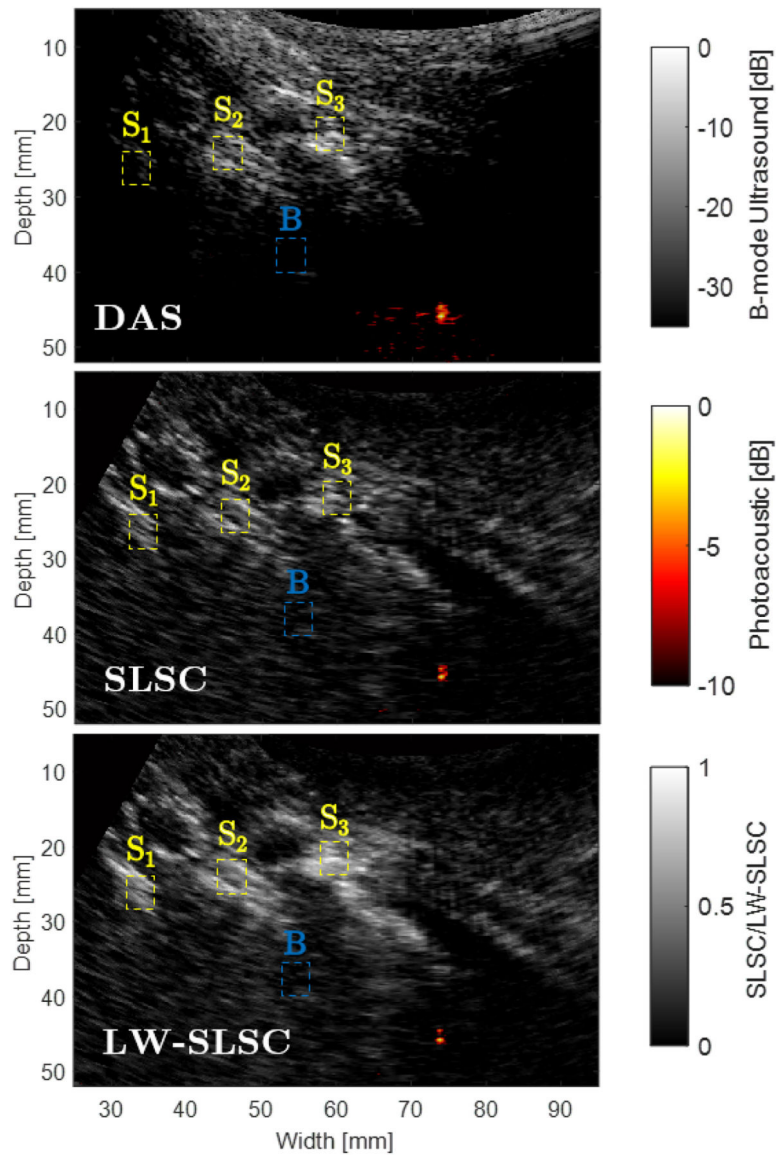 10
20
30
40
50
Depth [mm]
S1
S2
S3
B
DAS
0
-10
-20
-30
B-mode Ultrasound [dB]
10
20
30
40
50
Depth [mm]
S1
S2
S3
B
SLSC
0
-5
-10
Photoacoustic [dB]
10
20
30
40
50
Depth [mm]
S1
S2
S3
B
LW-SLSC
0
0.5
1
SLSC/LW-SLSC
30 40 50 60 70 80 90
Width [mm]